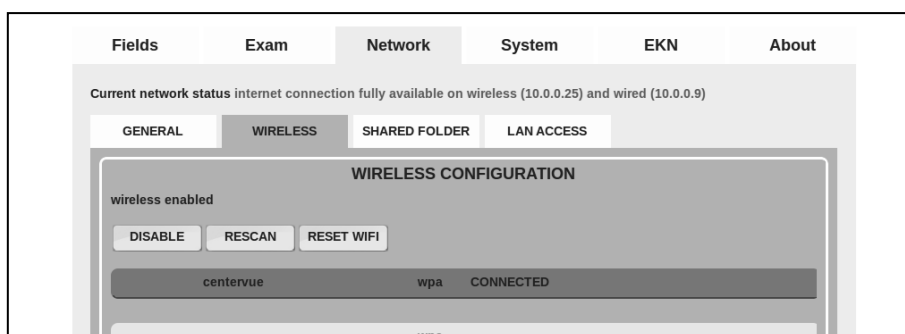 Fields Exam Network System EKN About
Current network status internet connection fully available on wireless (10.0.0.25) and wired (10.0.0.9)
GENERAL WIRELESS SHARED FOLDER LAN ACCESS
WIRELESS CONFIGURATION
wireless enabled
DISABLE RESCAN RESET WIFI
centervue wpa CONNECTED